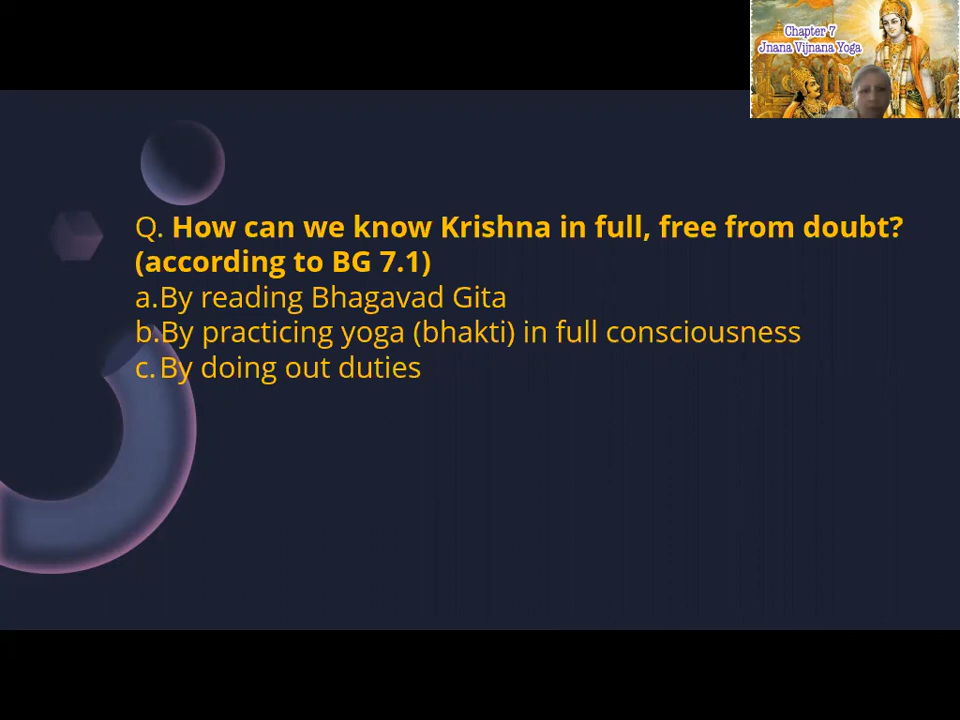 Chapter 7
Jnana Vijnana Yoga
Q. How can we know Krishna in full, free from doubt?
(according to BG 7.1)
a.By reading Bhagavad Gita
b.By practicing yoga (bhakti) in full consciousness
c.By doing out duties